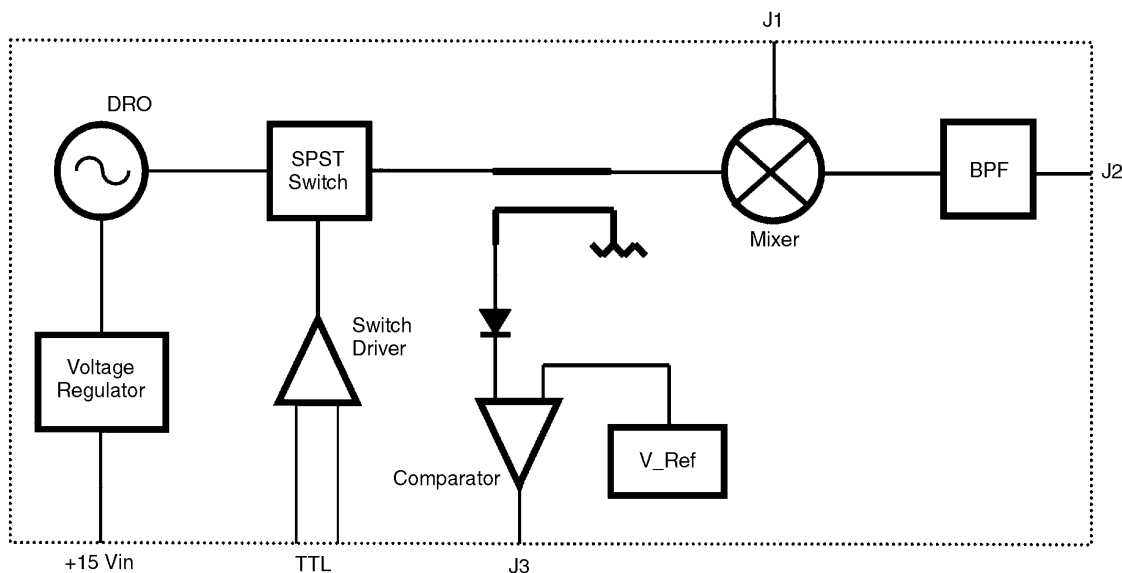 J1
DRO
SPST
Switch
BPF
J2
Mixer
Switch
Driver
Voltage
Regulator
V_Ref
Comparator
+15 Vin
TTL
J3